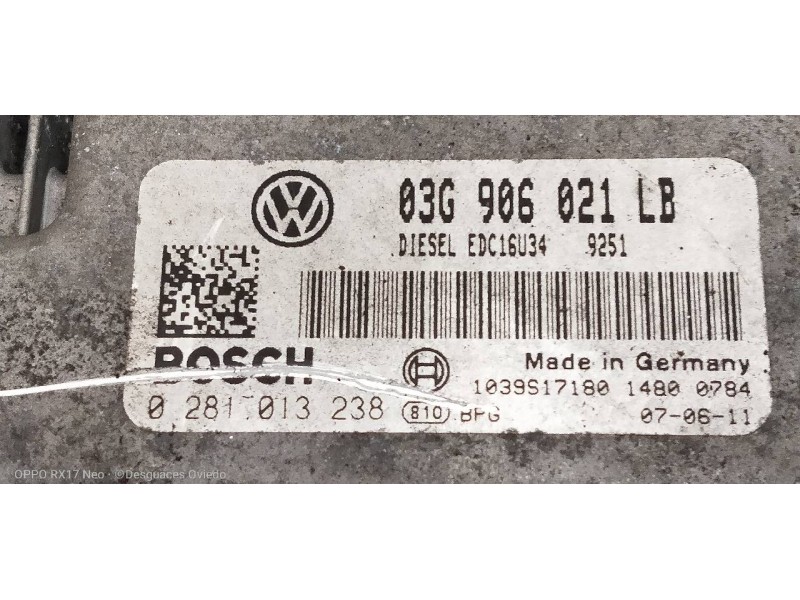 03G 906 021 LB
DIESEL EDC16U34 9251
BOSCH
Made in Germany
1039S17180 1480 0784
0 281 013 238 810 BPG 07-06-11
OPPO RX17 Neo · ©Desguaces Oviedo